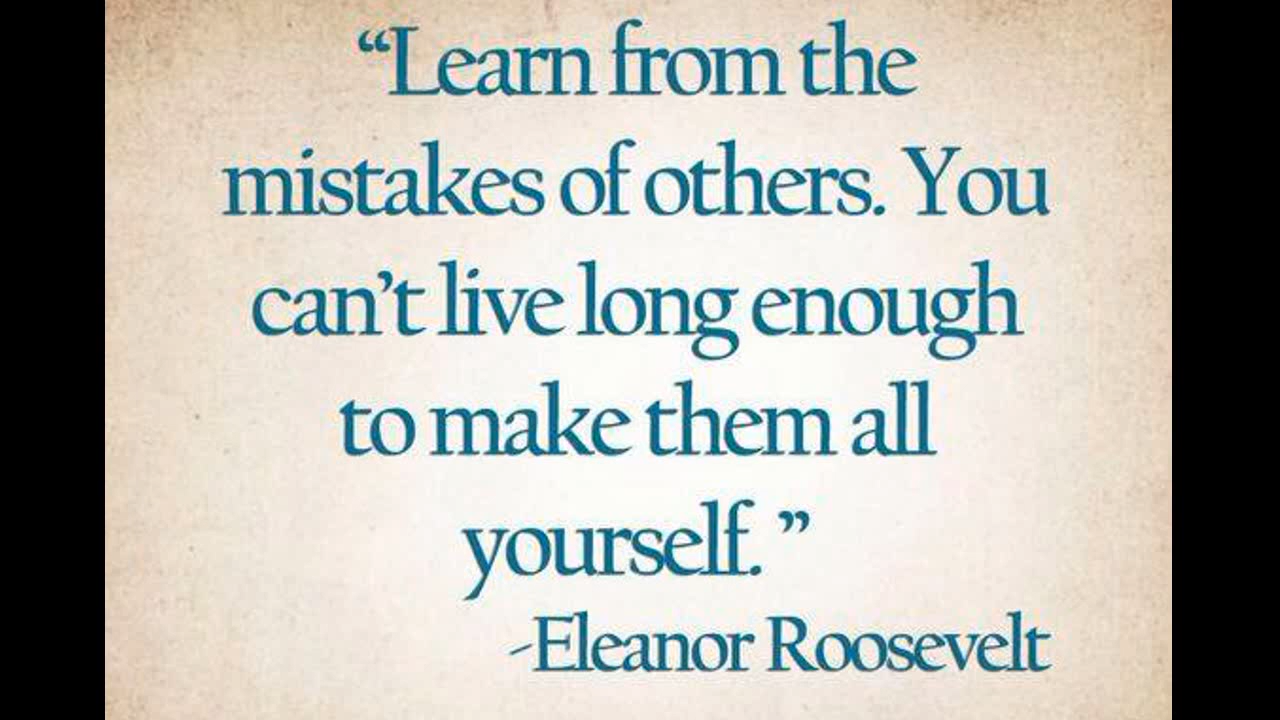 “Learn from the
mistakes of others. You
can’t live long enough
to make them all
yourself. ”
-Eleanor Roosevelt